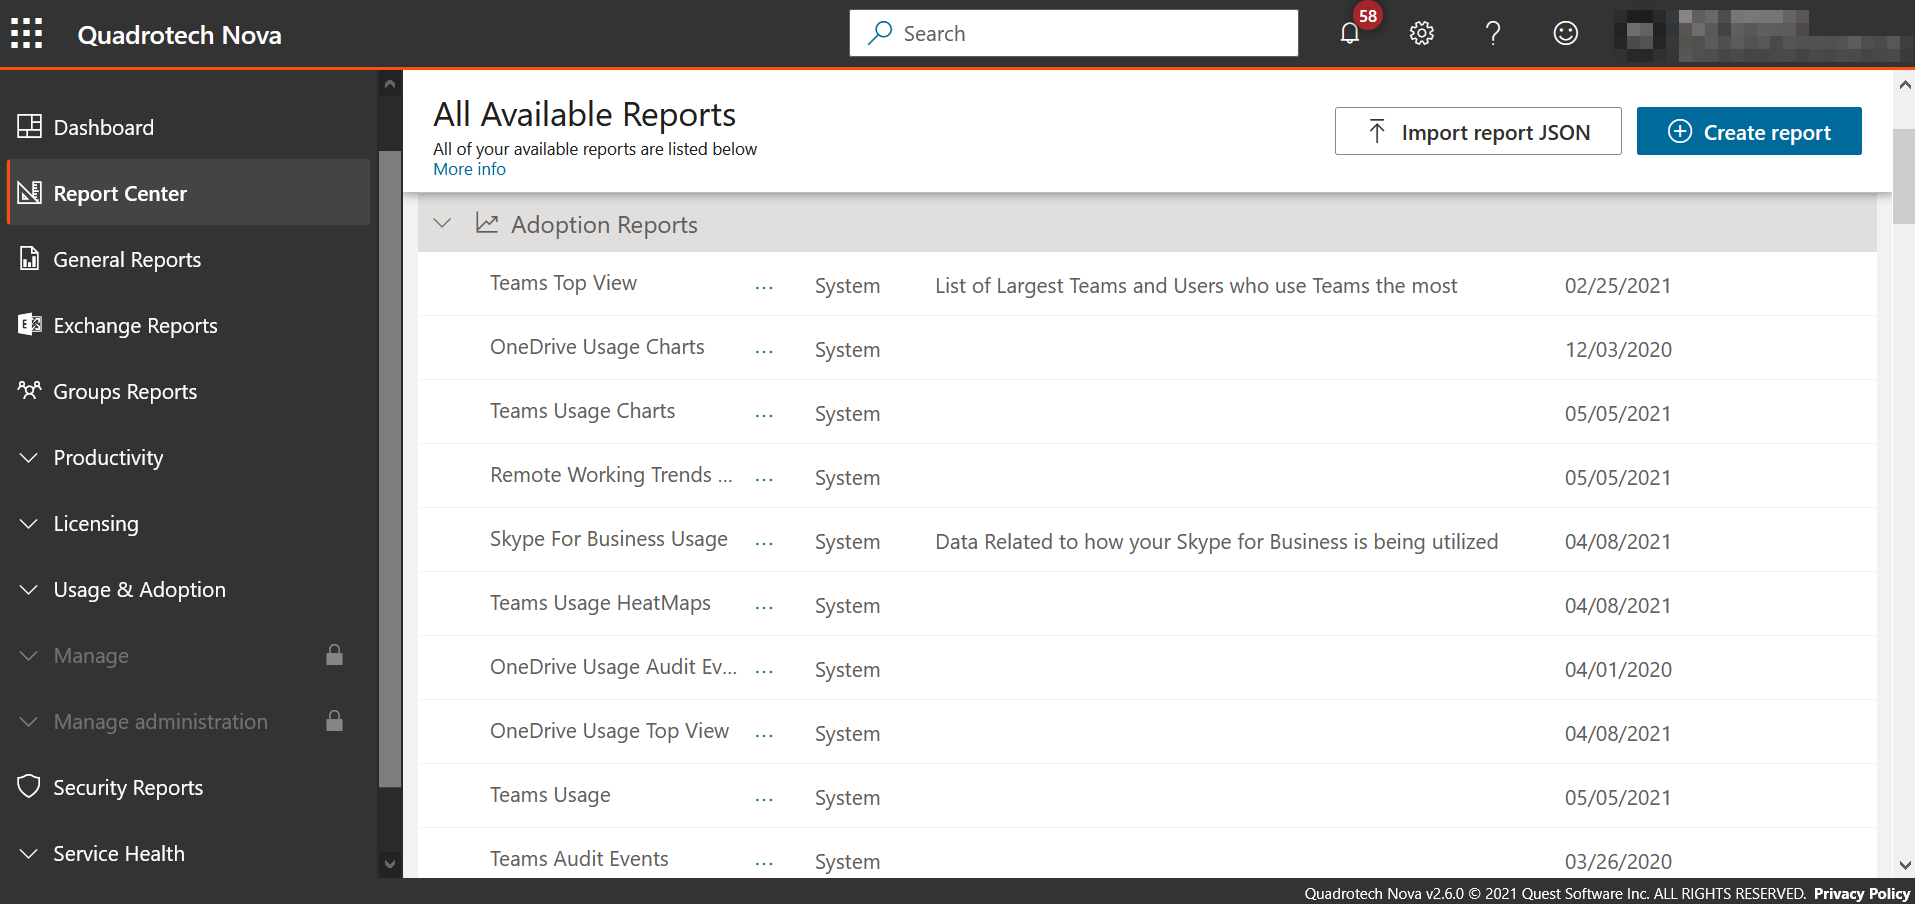 Quadrotech Nova
Search
58
Dashboard
Report Center
General Reports
Exchange Reports
Groups Reports
Productivity
Licensing
Usage & Adoption
Manage
Manage administration
Security Reports
Service Health
All Available Reports
All of your available reports are listed below
More info
Import report JSON
Create report
Adoption Reports
Teams Top View ... System List of Largest Teams and Users who use Teams the most 02/25/2021
OneDrive Usage Charts ... System 12/03/2020
Teams Usage Charts ... System 05/05/2021
Remote Working Trends ... ... System 05/05/2021
Skype For Business Usage ... System Data Related to how your Skype for Business is being utilized 04/08/2021
Teams Usage HeatMaps ... System 04/08/2021
OneDrive Usage Audit Ev... ... System 04/01/2020
OneDrive Usage Top View ... System 04/08/2021
Teams Usage ... System 05/05/2021
Teams Audit Events ... System 03/26/2020
Quadrotech Nova v2.6.0 © 2021 Quest Software Inc. ALL RIGHTS RESERVED. Privacy Policy